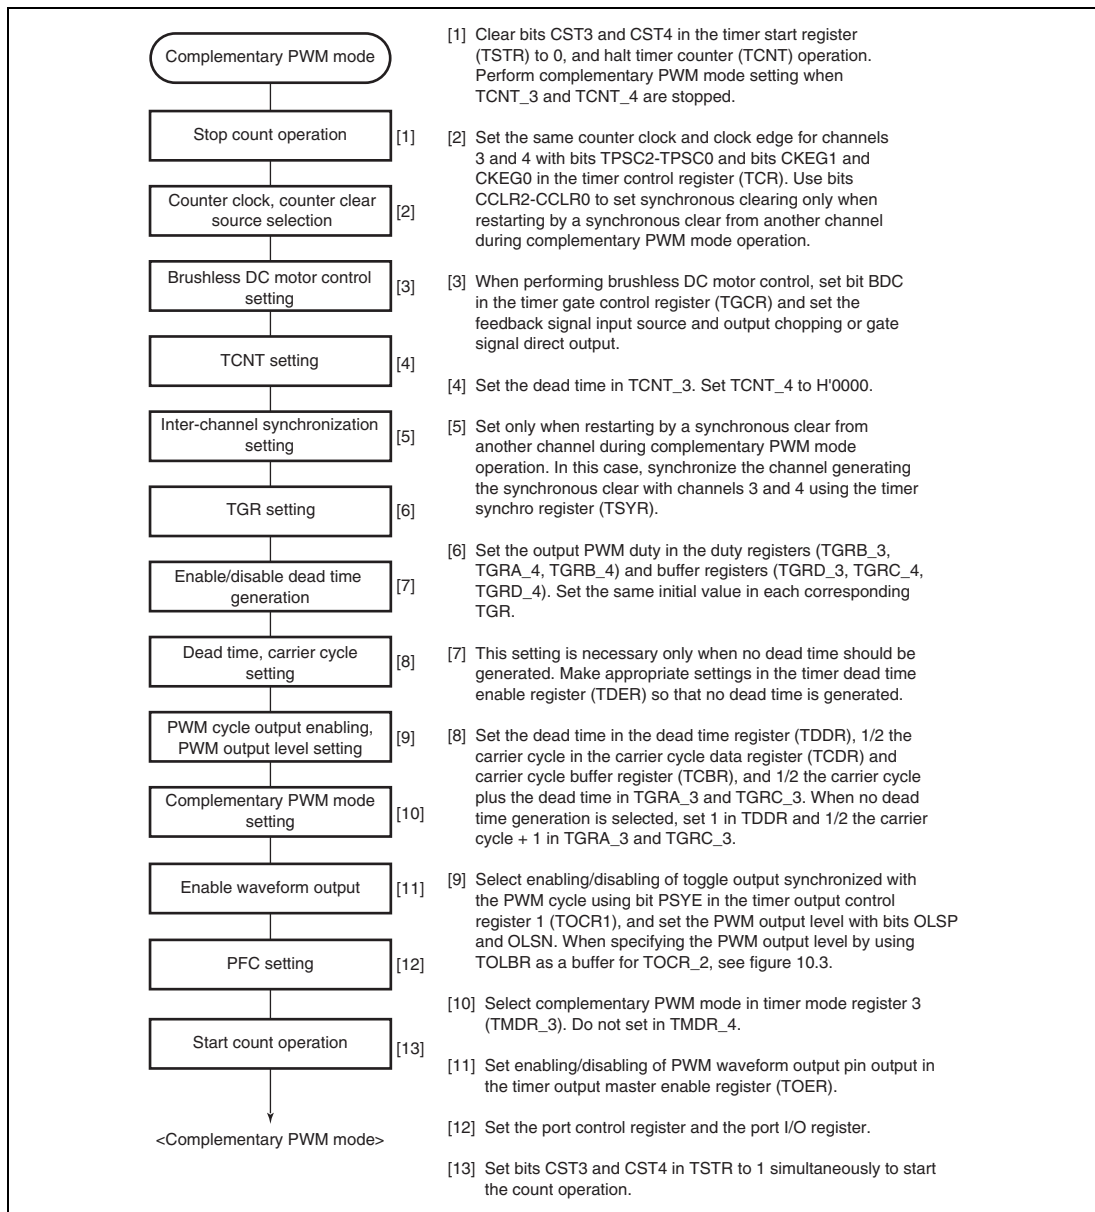 Complementary PWM mode
Stop count operation
[1]
Counter clock, counter clear
source selection
[2]
Brushless DC motor control
setting
[3]
TCNT setting
[4]
Inter-channel synchronization
setting
[5]
TGR setting
[6]
Enable/disable dead time
generation
[7]
Dead time, carrier cycle
setting
[8]
PWM cycle output enabling,
PWM output level setting
[9]
Complementary PWM mode
setting
[10]
Enable waveform output
[11]
PFC setting
[12]
Start count operation
[13]
<Complementary PWM mode>
[1] Clear bits CST3 and CST4 in the timer start register
(TSTR) to 0, and halt timer counter (TCNT) operation.
Perform complementary PWM mode setting when
TCNT_3 and TCNT_4 are stopped.
[2] Set the same counter clock and clock edge for channels
3 and 4 with bits TPSC2-TPSC0 and bits CKEG1 and
CKEG0 in the timer control register (TCR). Use bits
CCLR2-CCLR0 to set synchronous clearing only when
restarting by a synchronous clear from another channel
during complementary PWM mode operation.
[3] When performing brushless DC motor control, set bit BDC
in the timer gate control register (TGCR) and set the
feedback signal input source and output chopping or gate
signal direct output.
[4] Set the dead time in TCNT_3. Set TCNT_4 to H'0000.
[5] Set only when restarting by a synchronous clear from
another channel during complementary PWM mode
operation. In this case, synchronize the channel generating
the synchronous clear with channels 3 and 4 using the timer
synchro register (TSYR).
[6] Set the output PWM duty in the duty registers (TGRB_3,
TGRA_4, TGRB_4) and buffer registers (TGRD_3, TGRC_4,
TGRD_4). Set the same initial value in each corresponding
TGR.
[7] This setting is necessary only when no dead time should be
generated. Make appropriate settings in the timer dead time
enable register (TDER) so that no dead time is generated.
[8] Set the dead time in the dead time register (TDDR), 1/2 the
carrier cycle in the carrier cycle data register (TCDR) and
carrier cycle buffer register (TCBR), and 1/2 the carrier cycle
plus the dead time in TGRA_3 and TGRC_3. When no dead
time generation is selected, set 1 in TDDR and 1/2 the carrier
cycle + 1 in TGRA_3 and TGRC_3.
[9] Select enabling/disabling of toggle output synchronized with
the PWM cycle using bit PSYE in the timer output control
register 1 (TOCR1), and set the PWM output level with bits OLSP
and OLSN. When specifying the PWM output level by using
TOLBR as a buffer for TOCR_2, see figure 10.3.
[10] Select complementary PWM mode in timer mode register 3
(TMDR_3). Do not set in TMDR_4.
[11] Set enabling/disabling of PWM waveform output pin output in
the timer output master enable register (TOER).
[12] Set the port control register and the port I/O register.
[13] Set bits CST3 and CST4 in TSTR to 1 simultaneously to start
the count operation.